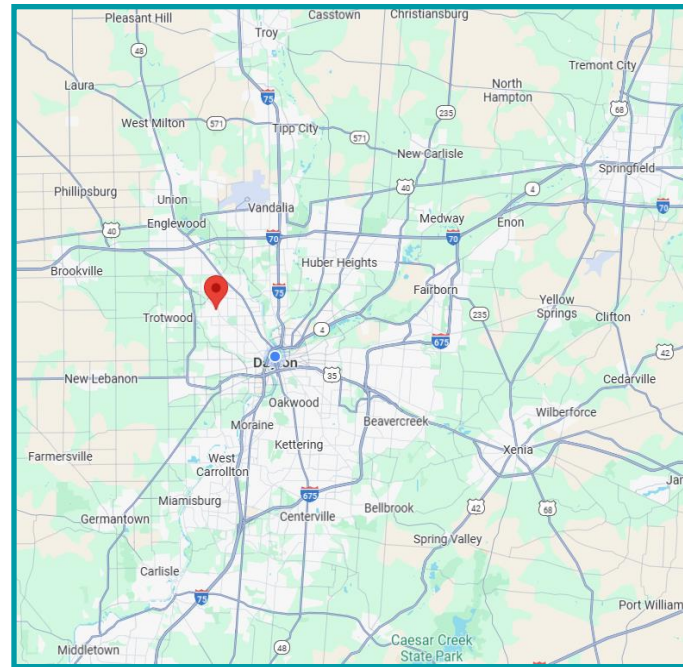 Pleasant Hill
Casstown
Christiansburg
Troy
48
Tremont City
Laura
75
North
Hampton
68
235
West Milton
571
Tipp City
571
New Carlisle
Springfield
40
4
Phillipsburg
Union
Vandalia
Medway
Enon
70
Englewood
40
70
70
Brookville
Huber Heights
75
Fairborn
Yellow
Springs
Trotwood
4
235
Clifton
675
42
New Lebanon
35
Cedarville
Oakwood
Wilberforce
Moraine
Beavercreek
Kettering
Xenia
Farmersville
West
Carrollton
Miamisburg
675
42
68
Germantown
Centerville
Bellbrook
Spring Valley
Carlisle
75
Port William
Middletown
48
Caesar Creek
State Park